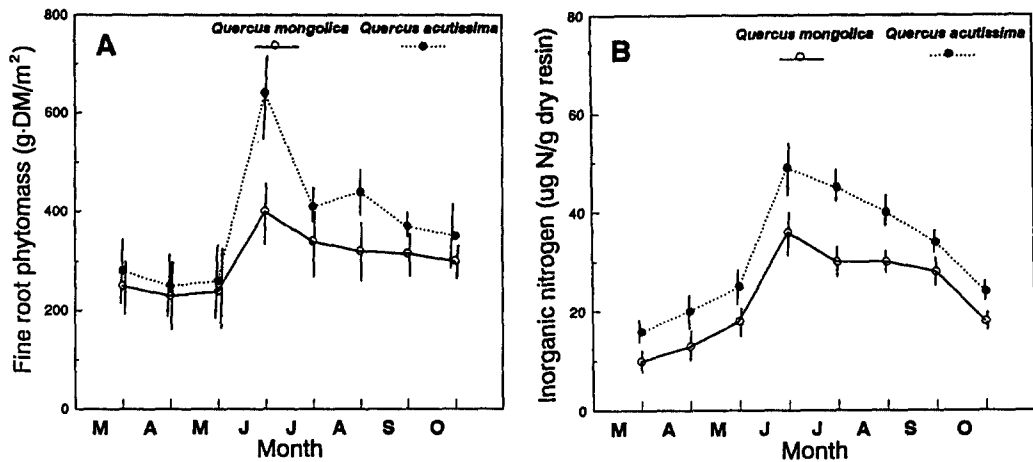 A
Quercus mongolica Quercus acutissima
Fine root phytomass (g·DM/m²)
800
600
400
200
0
M A M J J A S O
Month
B
Quercus mongolica Quercus acutissima
Inorganic nitrogen (ug N/g dry resin)
80
60
40
20
0
M A M J J A S O
Month